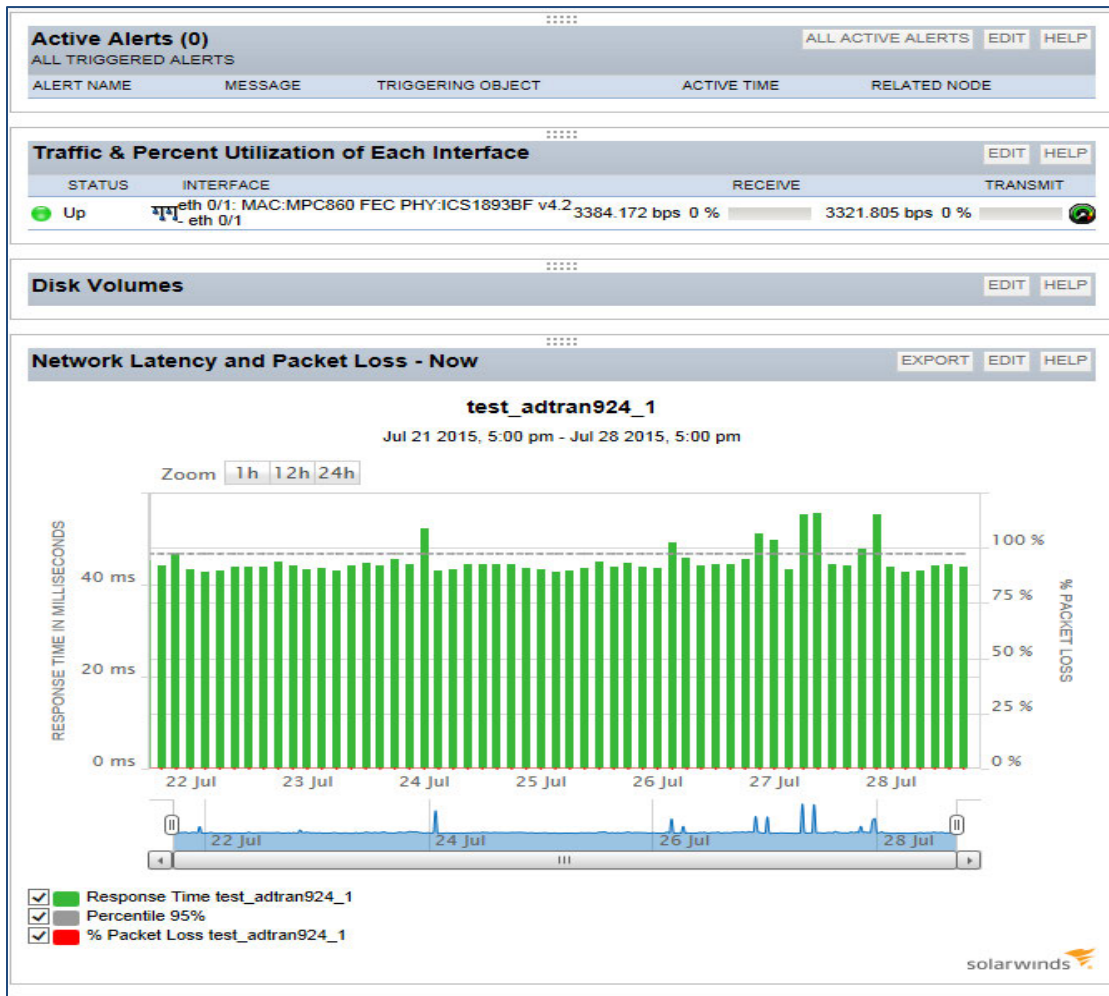 Active Alerts (0)
ALL ACTIVE ALERTS EDIT HELP
ALL TRIGGERED ALERTS
ALERT NAME MESSAGE TRIGGERING OBJECT ACTIVE TIME RELATED NODE
Traffic & Percent Utilization of Each Interface
EDIT HELP
STATUS INTERFACE RECEIVE TRANSMIT
Up eth 0/1: MAC:MPC860 FEC PHY:ICS1893BF v4.2 3384.172 bps 0 % 3321.805 bps 0 %
- eth 0/1
Disk Volumes
EDIT HELP
Network Latency and Packet Loss - Now
EXPORT EDIT HELP
test_adtran924_1
Jul 21 2015, 5:00 pm - Jul 28 2015, 5:00 pm
Zoom 1h 12h 24h
RESPONSE TIME IN MILLISECONDS
40 ms
20 ms
0 ms
100 %
75 %
50 %
25 %
0 %
% PACKET LOSS
22 Jul 23 Jul 24 Jul 25 Jul 26 Jul 27 Jul 28 Jul
22 Jul 24 Jul 26 Jul 28 Jul
Response Time test_adtran924_1
Percentile 95%
% Packet Loss test_adtran924_1
solarwinds